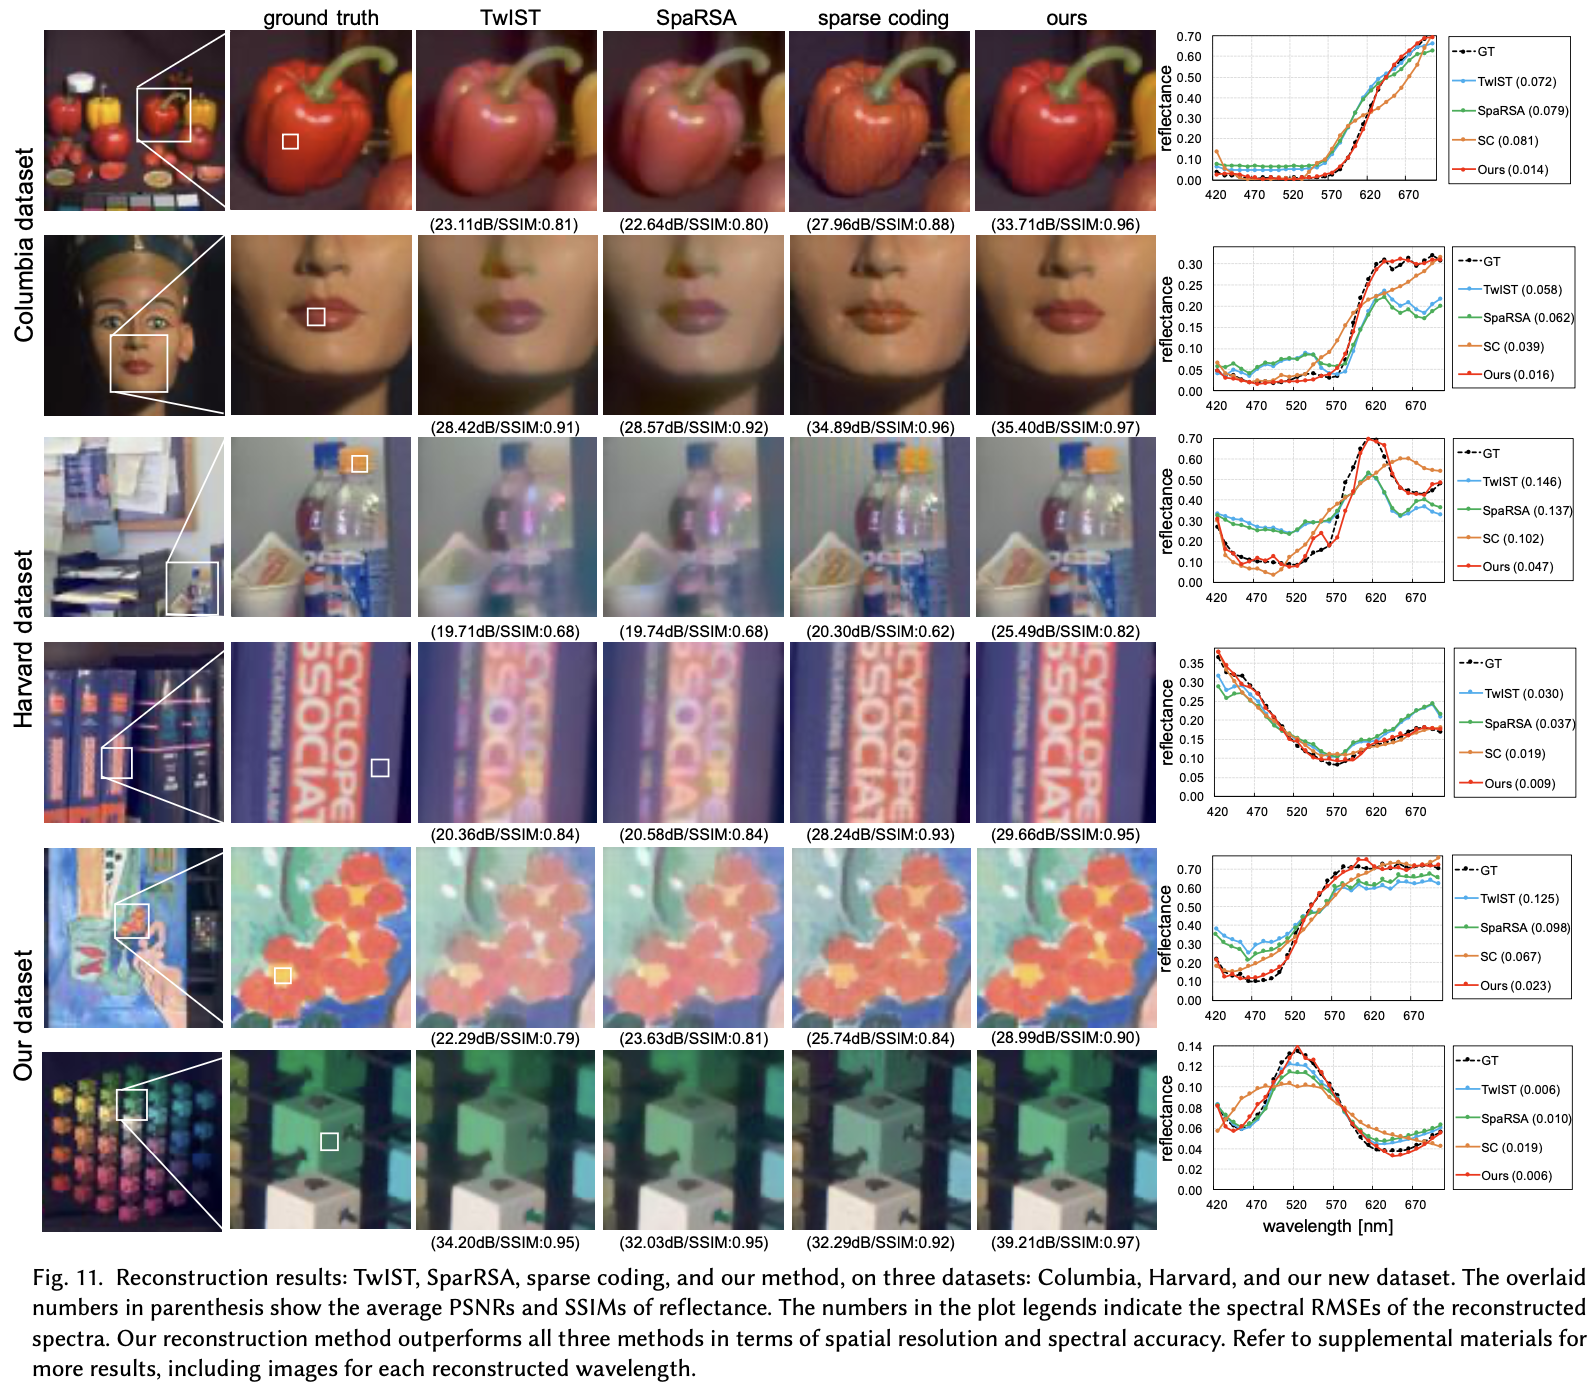 ground truth TwIST SpaRSA sparse coding ours
Columbia dataset
reflectance
0.70
0.60
0.50
0.40
0.30
0.20
0.10
0.00
420 470 520 570 620 670
GT
TwIST (0.072)
SpaRSA (0.079)
SC (0.081)
Ours (0.014)
(23.11dB/SSIM:0.81) (22.64dB/SSIM:0.80) (27.96dB/SSIM:0.88) (33.71dB/SSIM:0.96)
reflectance
0.30
0.25
0.20
0.15
0.10
0.05
0.00
420 470 520 570 620 670
GT
TwIST (0.058)
SpaRSA (0.062)
SC (0.039)
Ours (0.016)
(28.42dB/SSIM:0.91) (28.57dB/SSIM:0.92) (34.89dB/SSIM:0.96) (35.40dB/SSIM:0.97)
Harvard dataset
reflectance
0.70
0.60
0.50
0.40
0.30
0.20
0.10
0.00
420 470 520 570 620 670
GT
TwIST (0.146)
SpaRSA (0.137)
SC (0.102)
Ours (0.047)
(19.71dB/SSIM:0.68) (19.74dB/SSIM:0.68) (20.30dB/SSIM:0.62) (25.49dB/SSIM:0.82)
CYCLOPE
SSOCIAT
reflectance
0.35
0.30
0.25
0.20
0.15
0.10
0.05
0.00
420 470 520 570 620 670
GT
TwIST (0.030)
SpaRSA (0.037)
SC (0.019)
Ours (0.009)
(20.36dB/SSIM:0.84) (20.58dB/SSIM:0.84) (28.24dB/SSIM:0.93) (29.66dB/SSIM:0.95)
Our dataset
reflectance
0.70
0.60
0.50
0.40
0.30
0.20
0.10
0.00
420 470 520 570 620 670
GT
TwIST (0.125)
SpaRSA (0.098)
SC (0.067)
Ours (0.023)
(22.29dB/SSIM:0.79) (23.63dB/SSIM:0.81) (25.74dB/SSIM:0.84) (28.99dB/SSIM:0.90)
reflectance
0.14
0.12
0.10
0.08
0.06
0.04
0.02
0.00
420 470 520 570 620 670
wavelength [nm]
GT
TwIST (0.006)
SpaRSA (0.010)
SC (0.019)
Ours (0.006)
(34.20dB/SSIM:0.95) (32.03dB/SSIM:0.95) (32.29dB/SSIM:0.92) (39.21dB/SSIM:0.97)
Fig. 11. Reconstruction results: TwIST, SparRSA, sparse coding, and our method, on three datasets: Columbia, Harvard, and our new dataset. The overlaid
numbers in parenthesis show the average PSNRs and SSIMs of reflectance. The numbers in the plot legends indicate the spectral RMSEs of the reconstructed
spectra. Our reconstruction method outperforms all three methods in terms of spatial resolution and spectral accuracy. Refer to supplemental materials for
more results, including images for each reconstructed wavelength.